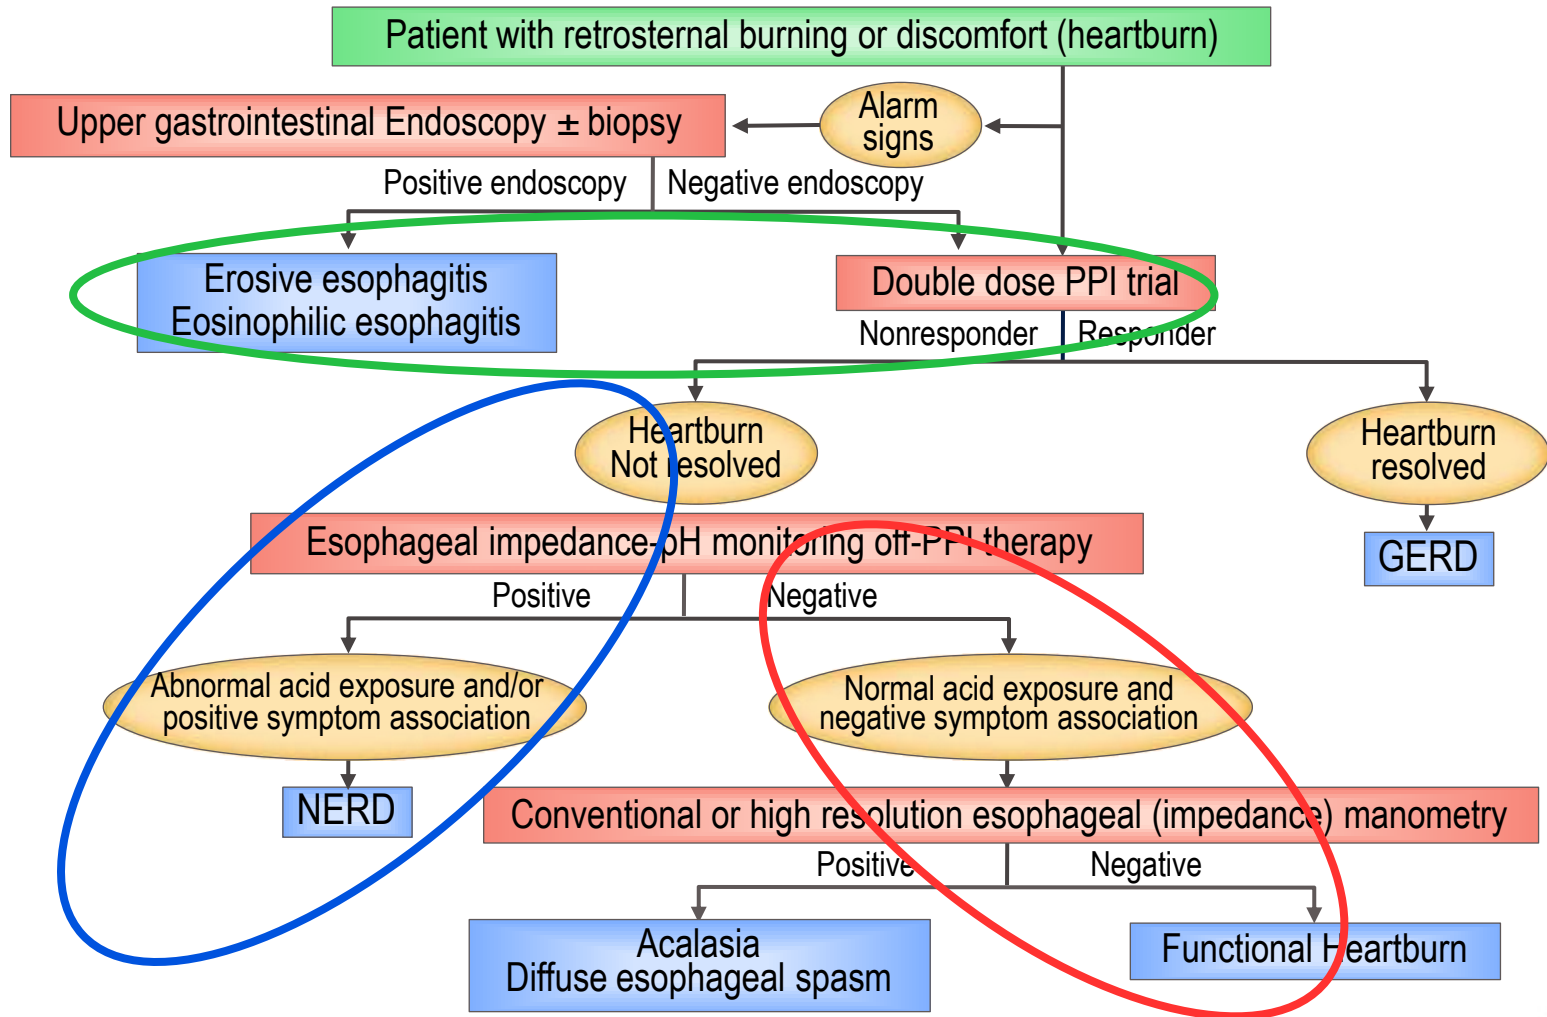 Patient with retrosternal burning or discomfort (heartburn)
Alarm
signs
Upper gastrointestinal Endoscopy ± biopsy
Positive endoscopy
Negative endoscopy
Erosive esophagitis
Eosinophilic esophagitis
Double dose PPI trial
Nonresponder
Responder
Heartburn
Not resolved
Heartburn
resolved
Esophageal impedance-pH monitoring off-PPI therapy
GERD
Positive
Negative
Abnormal acid exposure and/or
positive symptom association
Normal acid exposure and
negative symptom association
NERD
Conventional or high resolution esophageal (impedance) manometry
Positive
Negative
Acalasia
Diffuse esophageal spasm
Functional Heartburn